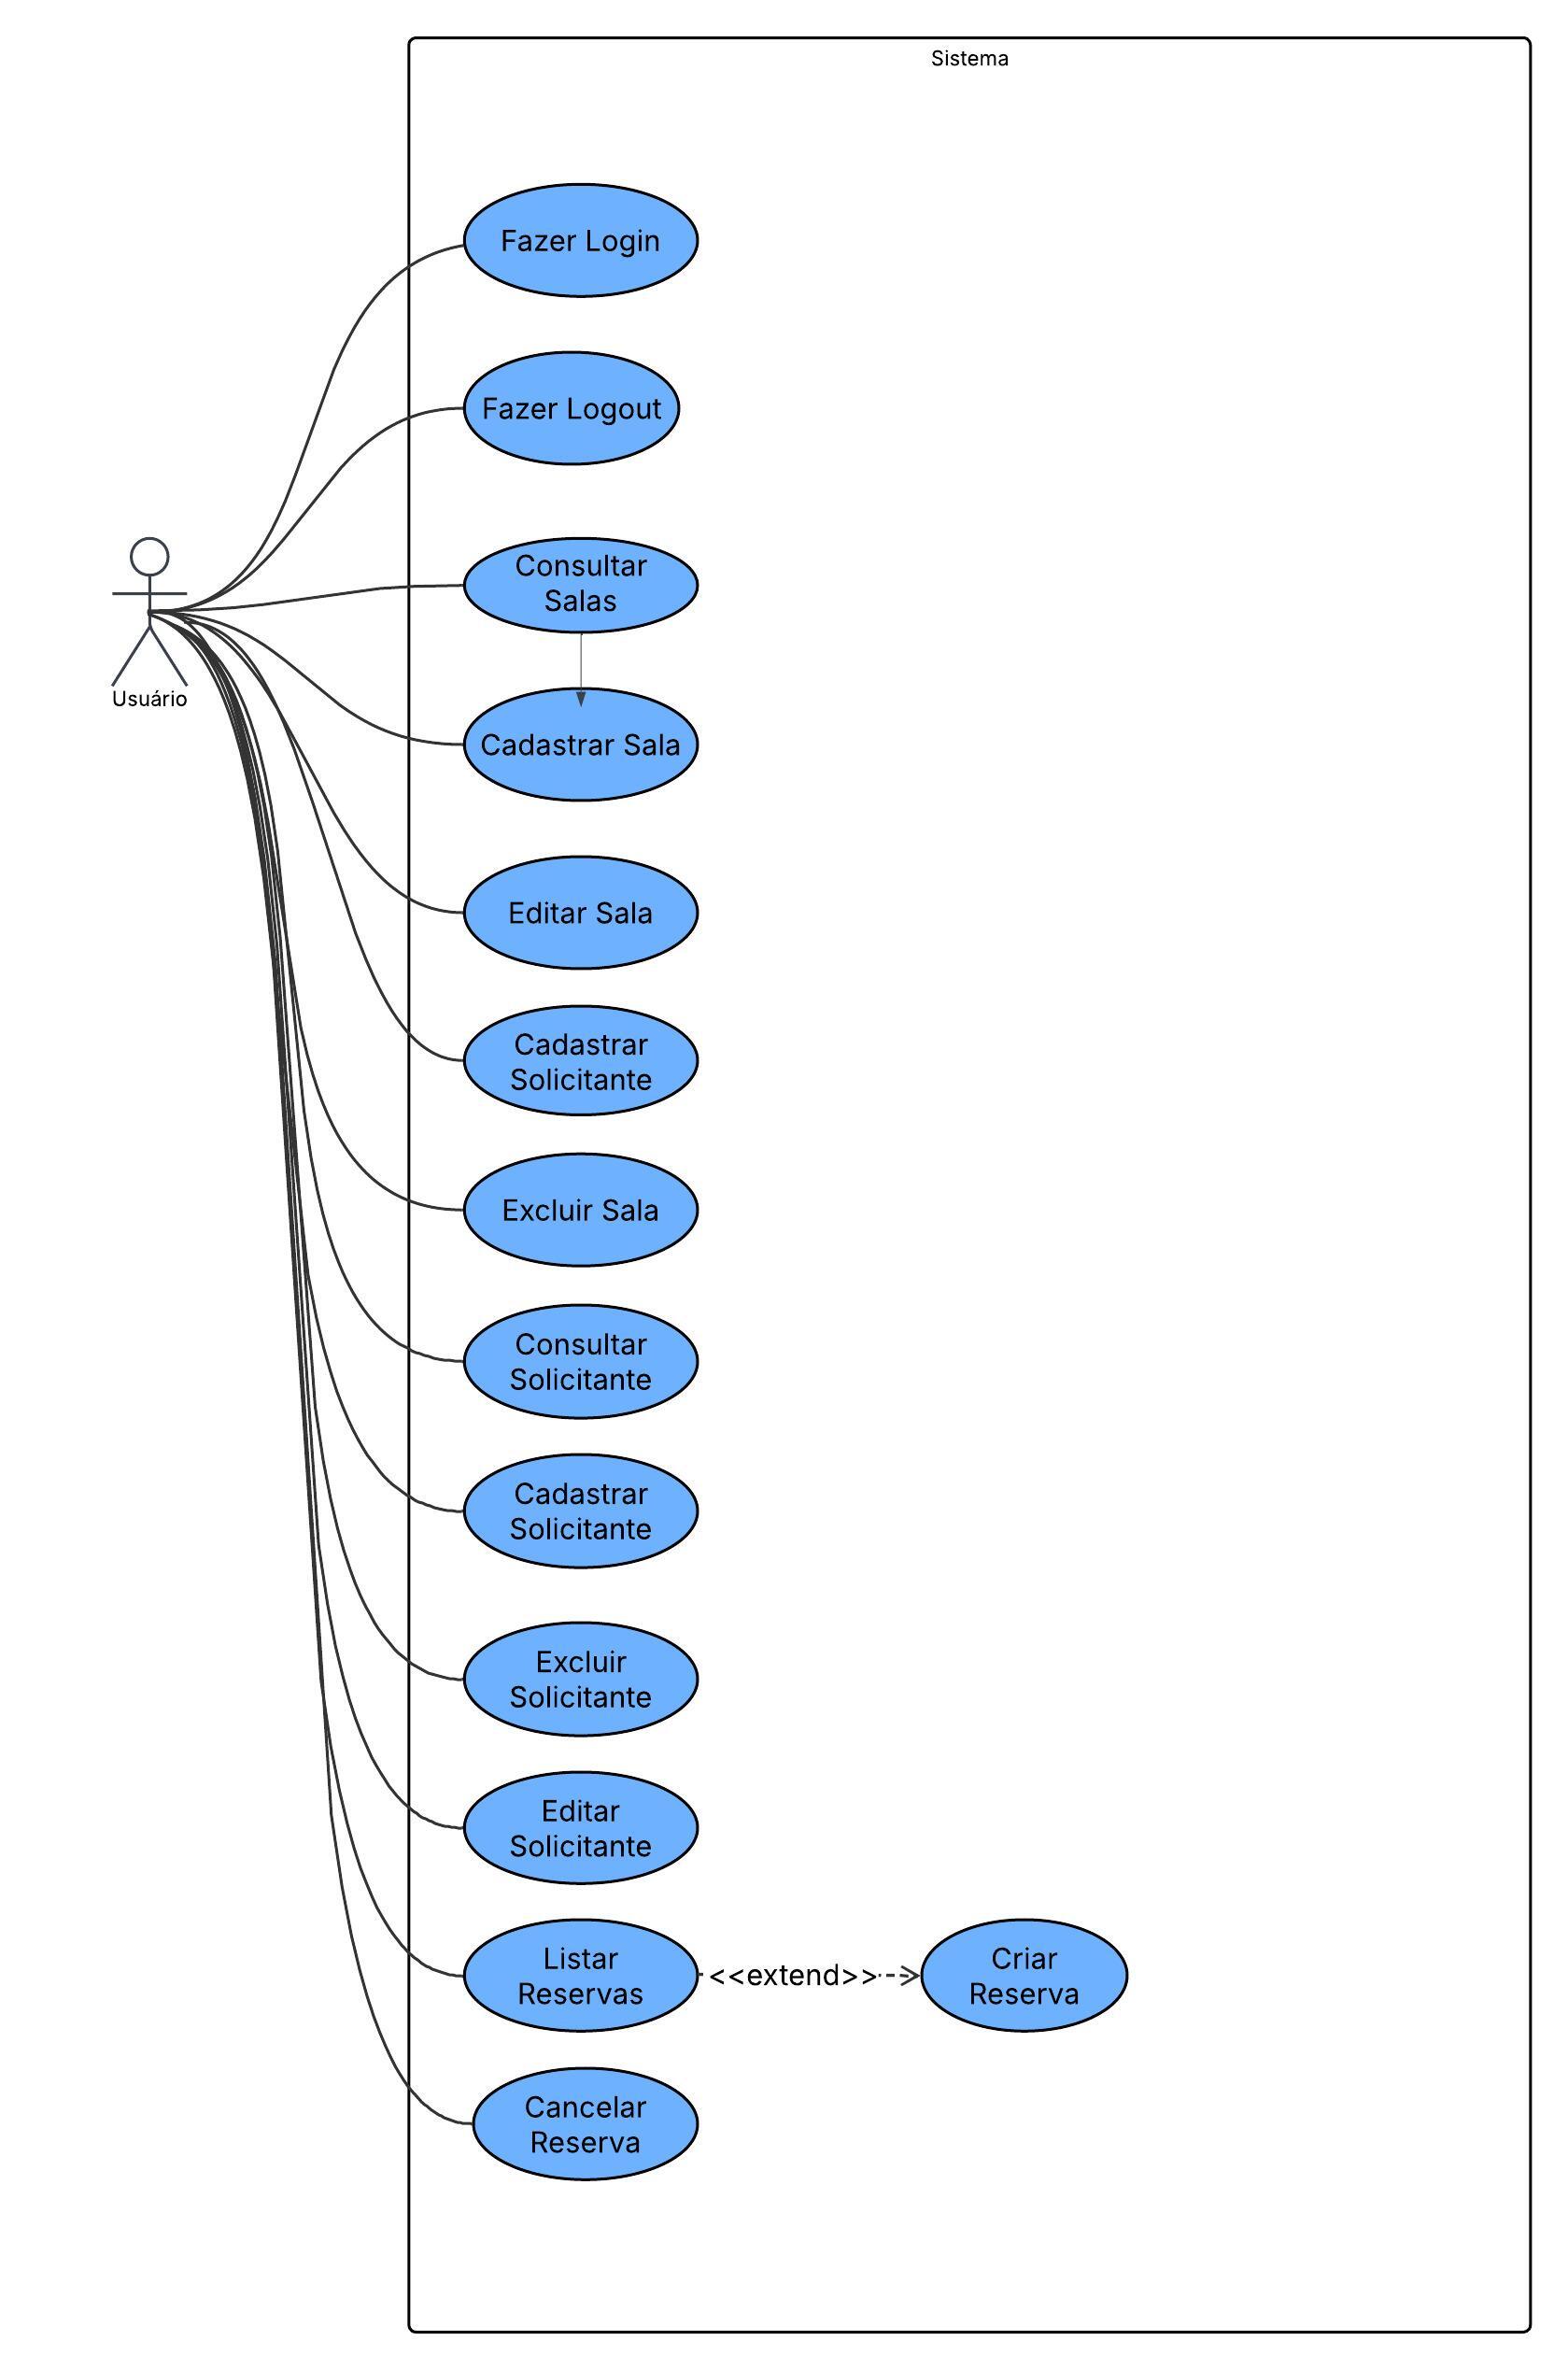 Sistema
Fazer Login
Fazer Logout
Consultar
Salas
Usuário
Cadastrar Sala
Editar Sala
Cadastrar
Solicitante
Excluir Sala
Consultar
Solicitante
Cadastrar
Solicitante
Excluir
Solicitante
Editar
Solicitante
Listar
Reservas
<<extend>>
Criar
Reserva
Cancelar
Reserva